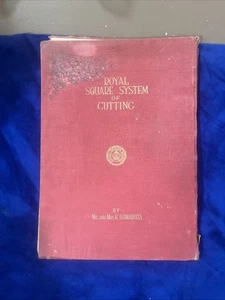 ROYAL
SQUARE SYSTEM
OF
CUTTING
BY
MR. AND MRS. H.